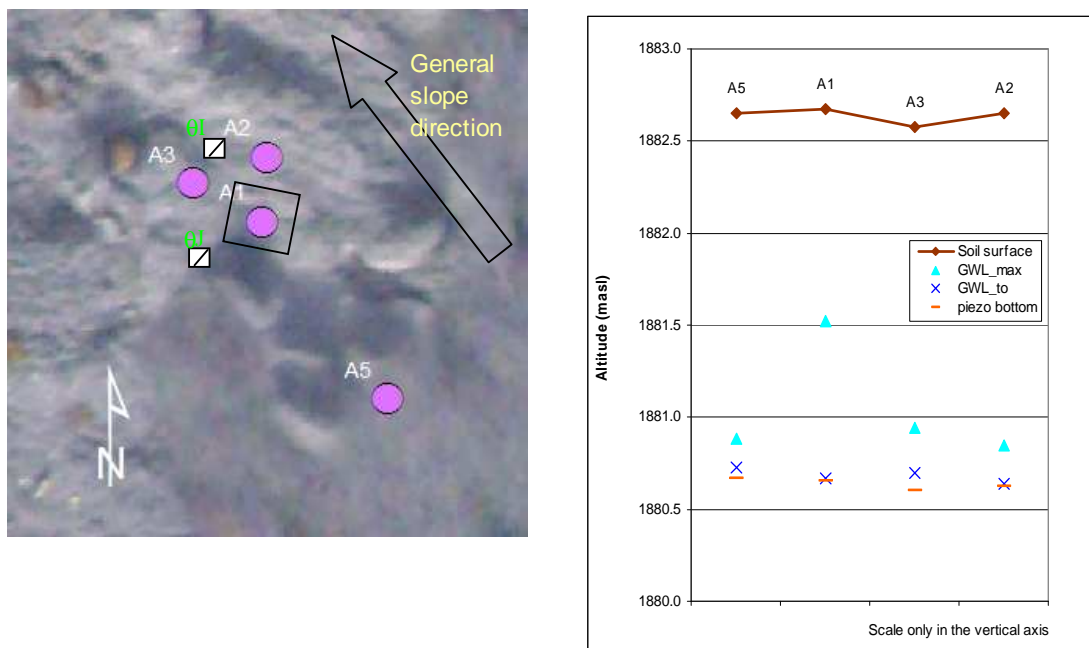 General
slope
direction
θI
A2
A3
A1
θI
A5
N
1883.0
1882.5
1882.0
1881.5
1881.0
1880.5
1880.0
Altitude (masl)
A5
A1
A3
A2
Soil surface
GWL_max
GWL_to
piezo bottom
Scale only in the vertical axis